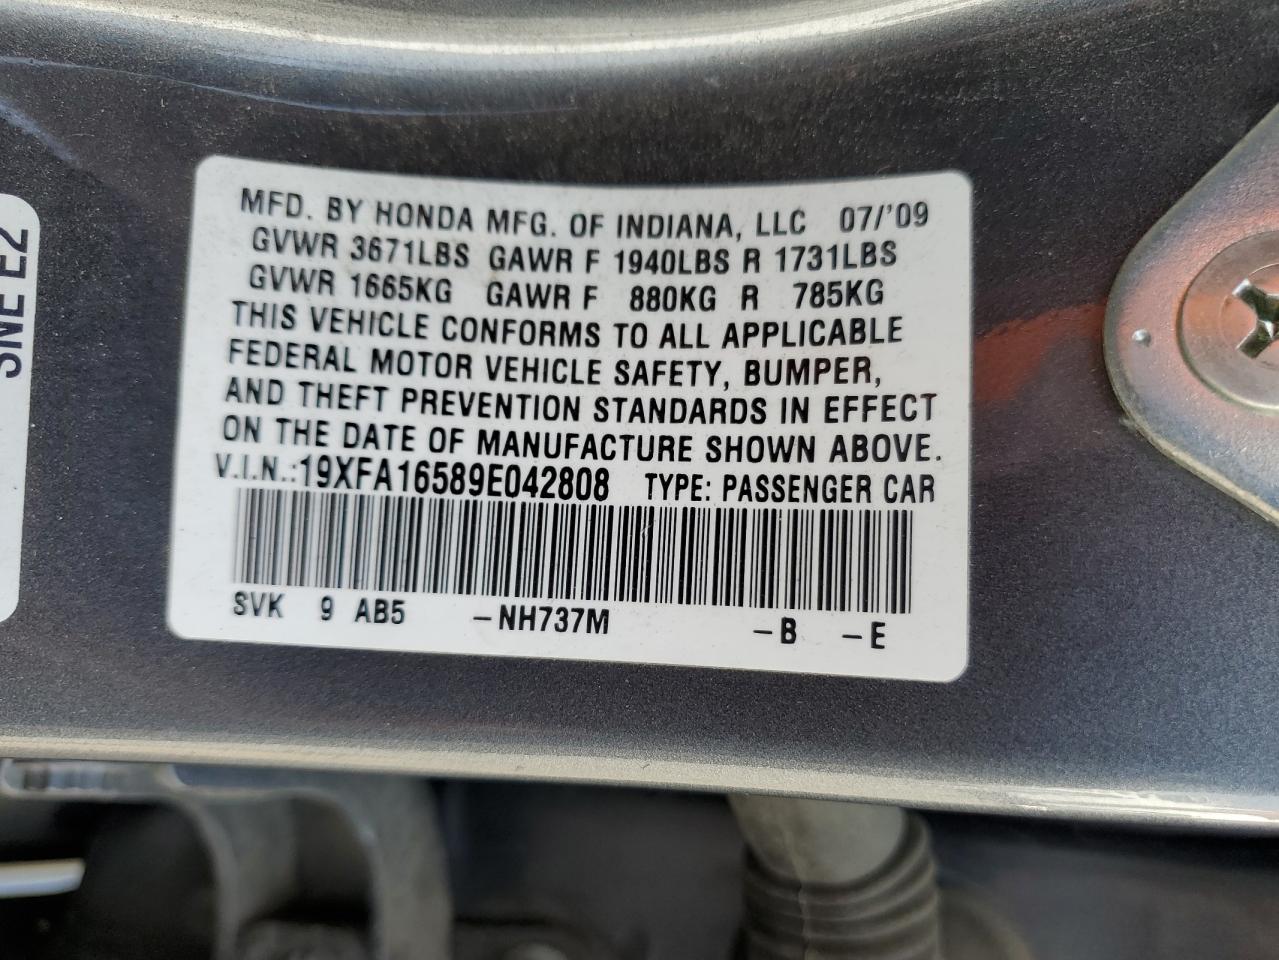 MFD. BY HONDA MFG. OF INDIANA, LLC 07/'09
GVWR 3671LBS GAWR F 1940LBS R 1731LBS
GVWR 1665KG GAWR F 880KG R 785KG
THIS VEHICLE CONFORMS TO ALL APPLICABLE
FEDERAL MOTOR VEHICLE SAFETY, BUMPER,
AND THEFT PREVENTION STANDARDS IN EFFECT
ON THE DATE OF MANUFACTURE SHOWN ABOVE.
V.I.N.:19XFA16589E042808 TYPE: PASSENGER CAR
SVK 9 AB5 -NH737M -B -E
SNE E2